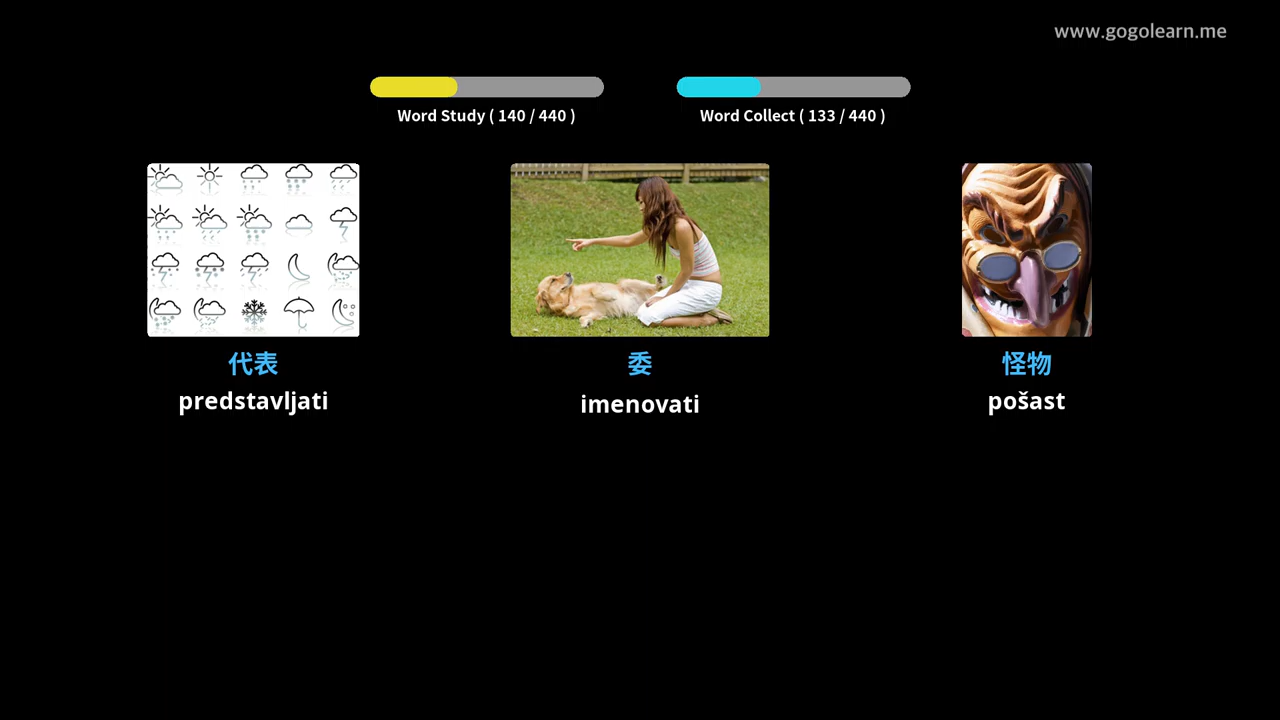 www.gogolearn.me
Word Study ( 140 / 440 )
Word Collect ( 133 / 440 )
代表
predstavljati
委
imenovati
怪物
pošast